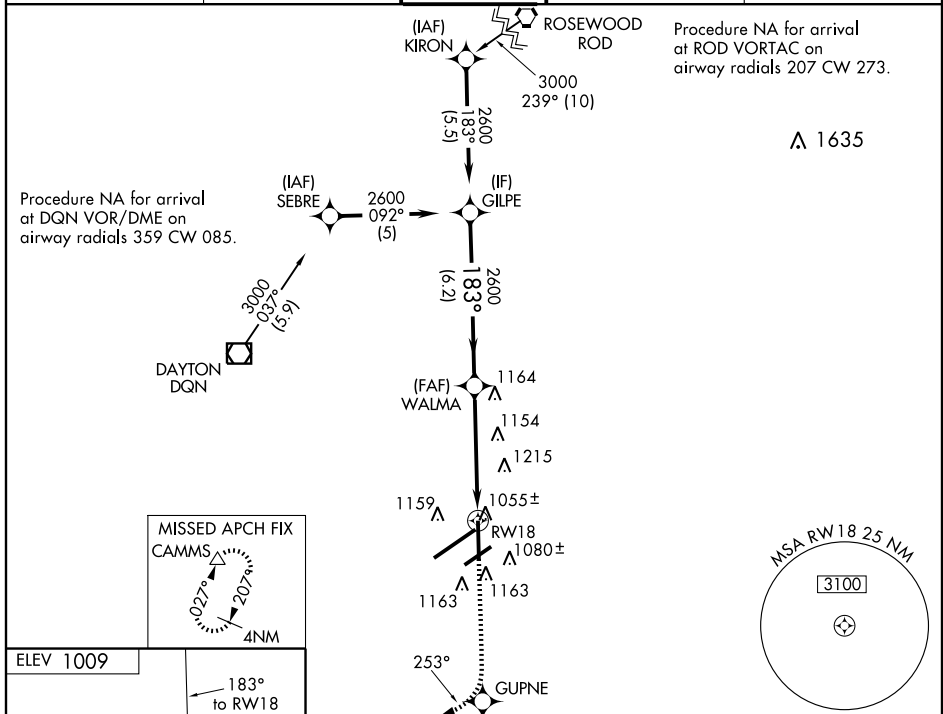 (IAF)
KIRON
ROSEWOOD
ROD
Procedure NA for arrival
at ROD VORTAC on
airway radials 207 CW 273.
3000
239° (10)
2600
183°
(5.5)
1635
Procedure NA for arrival
at DQN VOR/DME on
airway radials 359 CW 085.
(IAF)
SEBRE
2600
092°
(5)
(IF)
GILPE
3000
037°
(5.9)
2600
183°
(6.2)
DAYTON
DQN
(FAF)
WALMA
1164
1154
1215
1159
1055±
RW18
1080±
1163
1163
MISSED APCH FIX
CAMMS
027°
207°
4NM
MSA RW18 25 NM
3100
ELEV 1009
183°
to RW18
253°
GUPNE